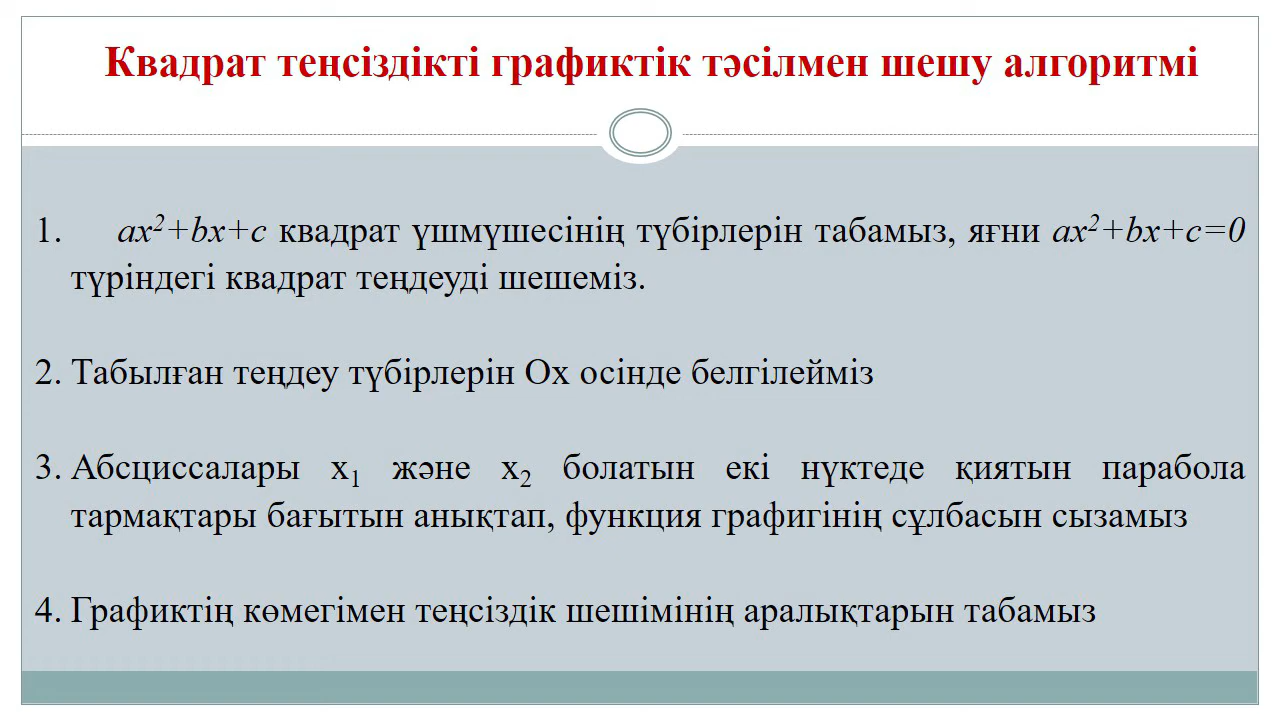 Квадрат теңсіздікті графиктік тәсілмен шешу алгоритмі
1. ax²+bx+c квадрат үшмүшесінің түбірлерін табамыз, яғни ax²+bx+c=0
түріндегі квадрат теңдеуді шешеміз.
2. Табылған теңдеу түбірлерін Ох осінде белгілейміз
3. Абсциссалары х₁ және х₂ болатын екі нүктеде қиятын парабола
тармақтары бағытын анықтап, функция графигінің сұлбасын сызамыз
4. Графиктің көмегімен теңсіздік шешімінің аралықтарын табамыз